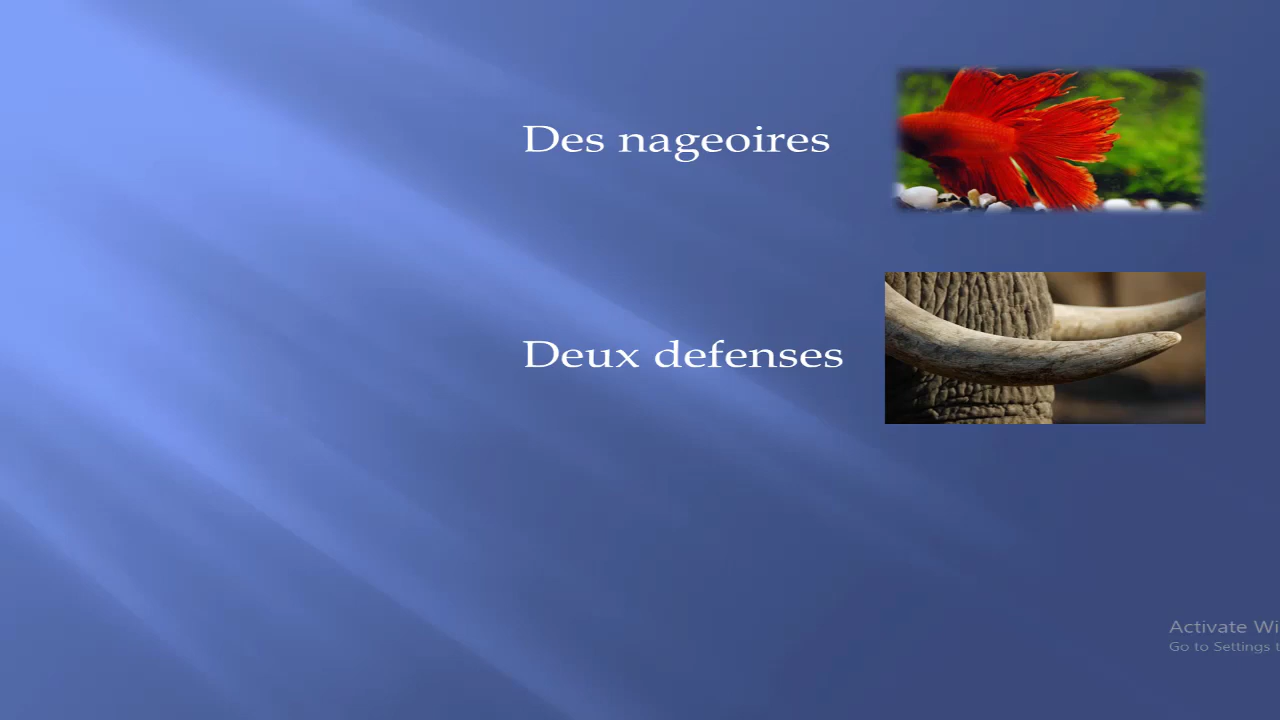 Des nageoires
Deux defenses
Activate Wi
Go to Settings t